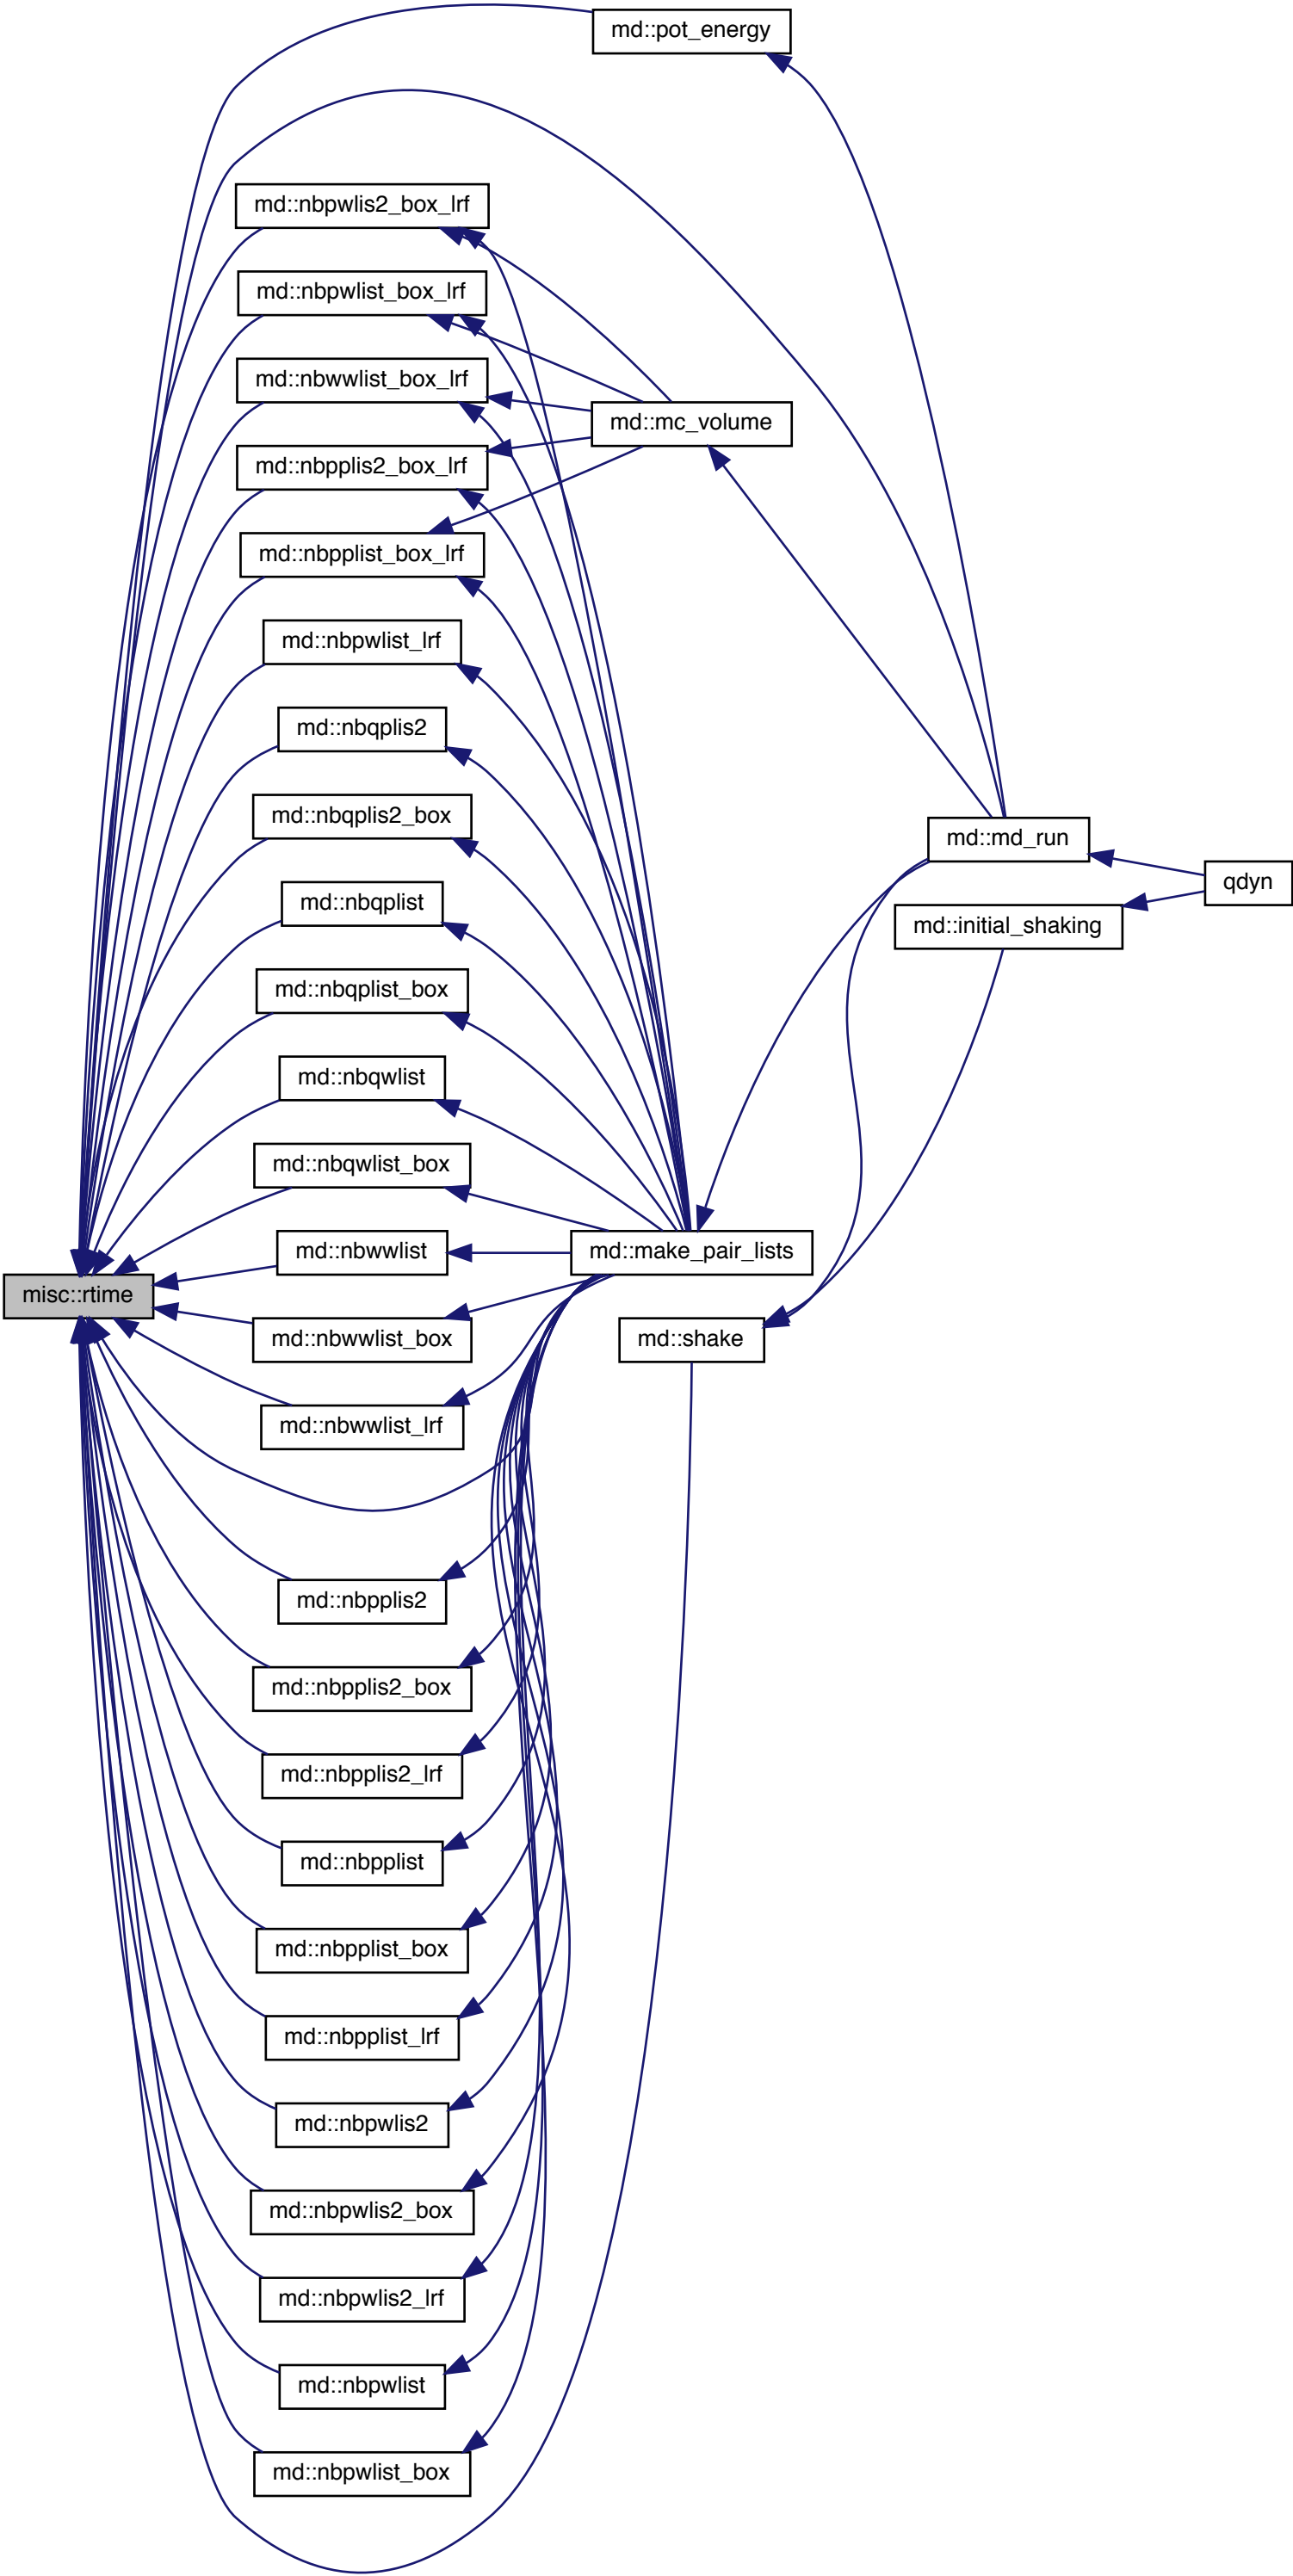 md::pot_energy
md::nbpwlis2_box_lrf
md::nbpwlist_box_lrf
md::nbwwlist_box_lrf
md::mc_volume
md::nbpplis2_box_lrf
md::nbpplist_box_lrf
md::nbpwlist_lrf
md::nbqplis2
md::nbqplis2_box
md::md_run
qdyn
md::nbqplist
md::initial_shaking
md::nbqplist_box
md::nbqwlist
md::nbqwlist_box
md::nbwwlist
md::make_pair_lists
misc::rtime
md::nbwwlist_box
md::shake
md::nbwwlist_lrf
md::nbpplis2
md::nbpplis2_box
md::nbpplis2_lrf
md::nbpplist
md::nbpplist_box
md::nbpplist_lrf
md::nbpwlis2
md::nbpwlis2_box
md::nbpwlis2_lrf
md::nbpwlist
md::nbpwlist_box